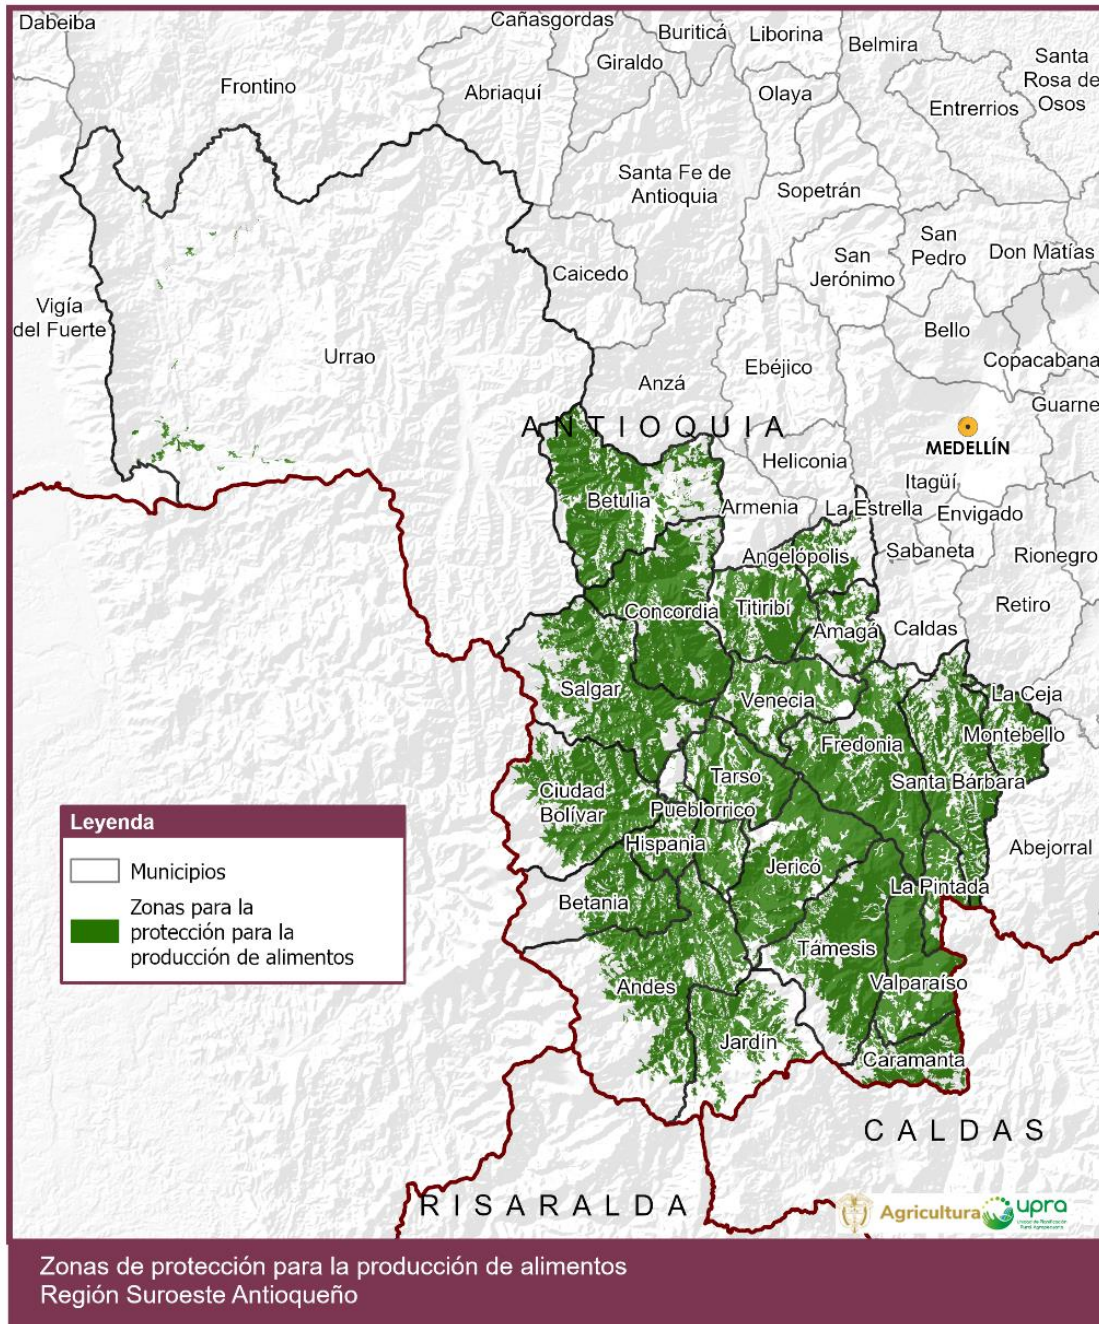 Dabeiba
Cañasgordas
Buriticá
Liborina
Belmira
Giraldo
Santa
Rosa de
Osos
Frontino
Abriaquí
Olaya
Entrerrios
Santa Fe de
Antioquia
Sopetrán
San
Pedro
Don Matías
San
Jerónimo
Caicedo
Vigía
del Fuerte
Urrao
Bello
Copacabana
Ebéjico
Anzá
Guarne
ANTIOQUIA
MEDELLÍN
Heliconia
Itagüí
Betulia
Armenia
La Estrella
Envigado
Angelópolis
Sabaneta
Rionegro
Concordia
Titiribí
Amagá
Caldas
Retiro
Salgar
Venecia
La Ceja
Montebello
Fredonia
Tarso
Santa Bárbara
Ciudad
Bolívar
Pueblorrico
Hispania
Jericó
Abejorral
La Pintada
Betania
Támesis
Andes
Valparaíso
Jardín
Caramanta
Leyenda
Municipios
Zonas para la
protección para la
producción de alimentos
CALDAS
RISARALDA
Agricultura
upra
Unidad de Planificación
Rural Agropecuaria
Zonas de protección para la producción de alimentos
Región Suroeste Antioqueño